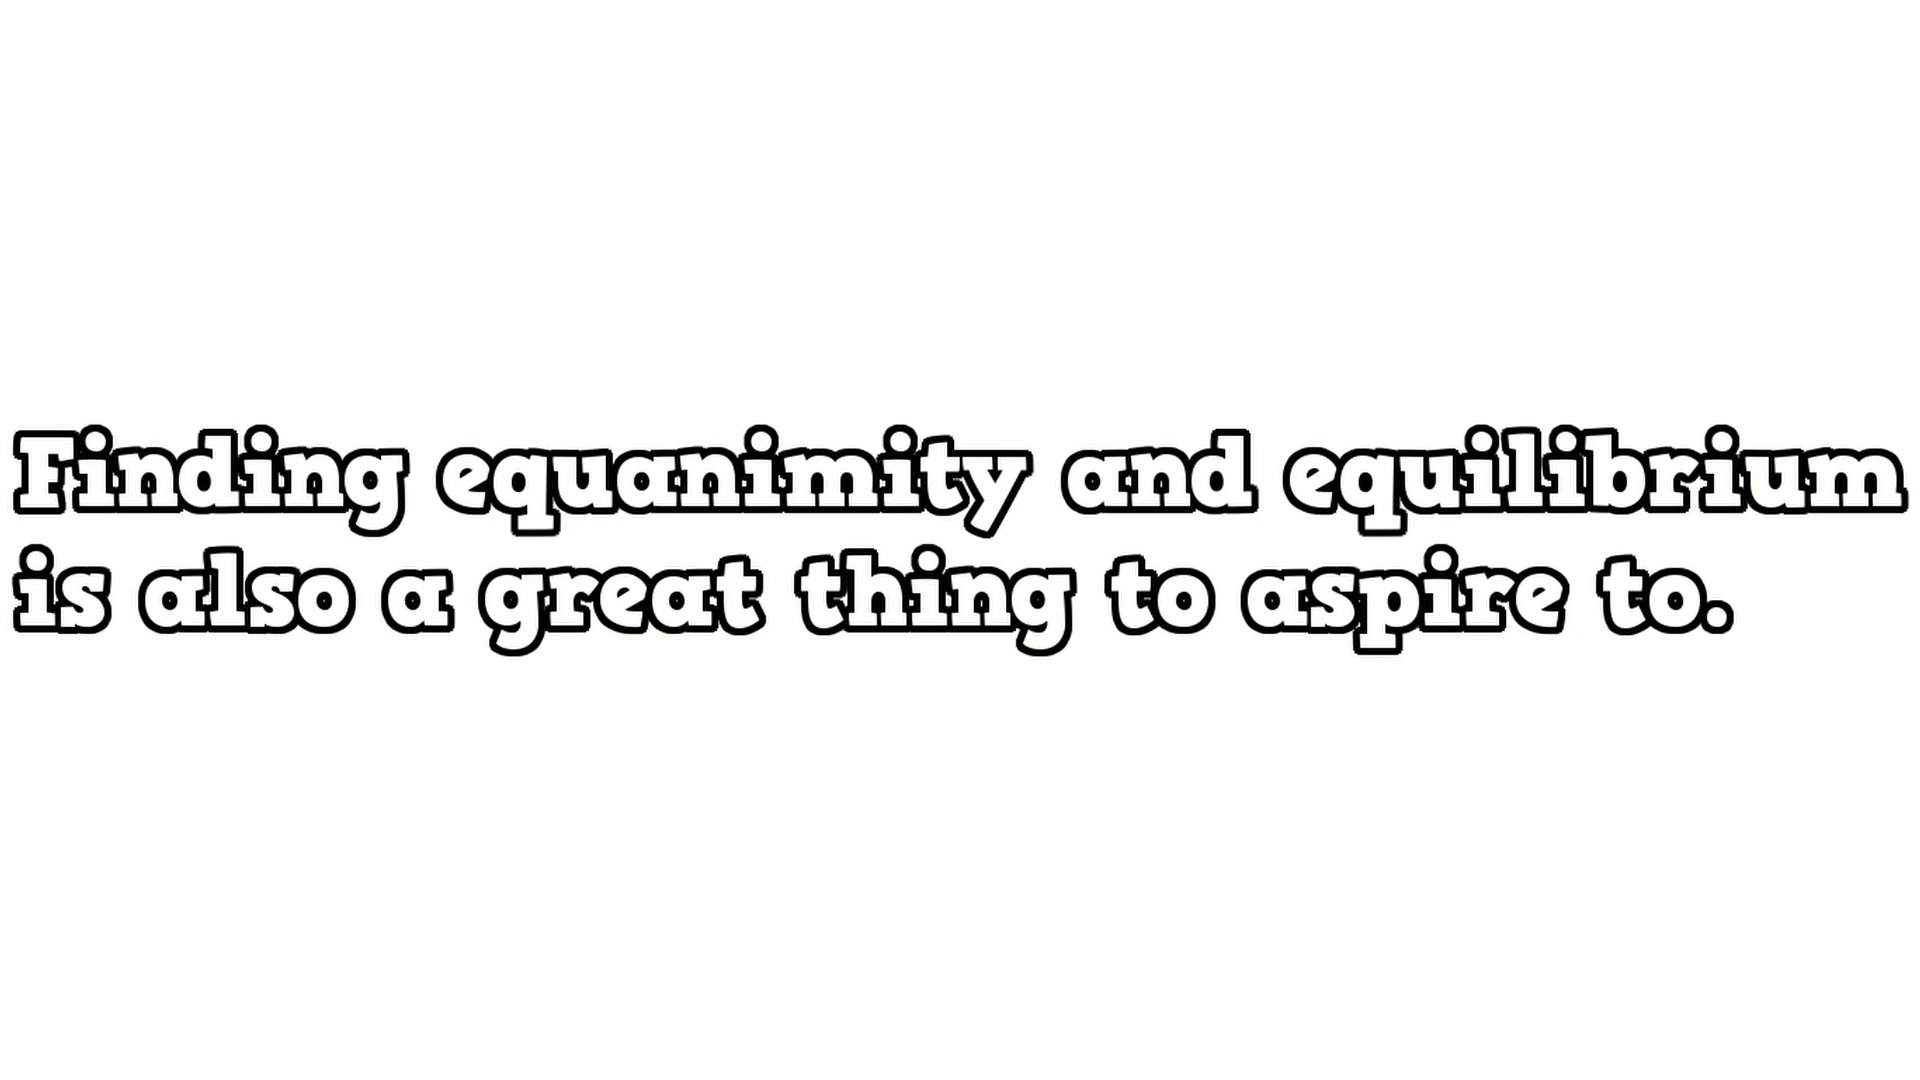 Finding equanimity and equilibrium
is also a great thing to aspire to.